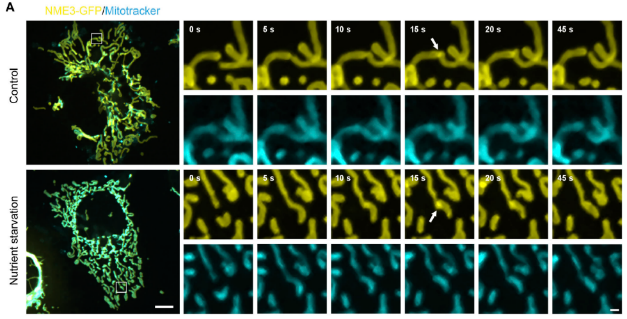 A
NME3-GFP/Mitotracker
Control
0 s 5 s 10 s 15 s 20 s 45 s
Nutrient starvation
0 s 5 s 10 s 15 s 20 s 45 s